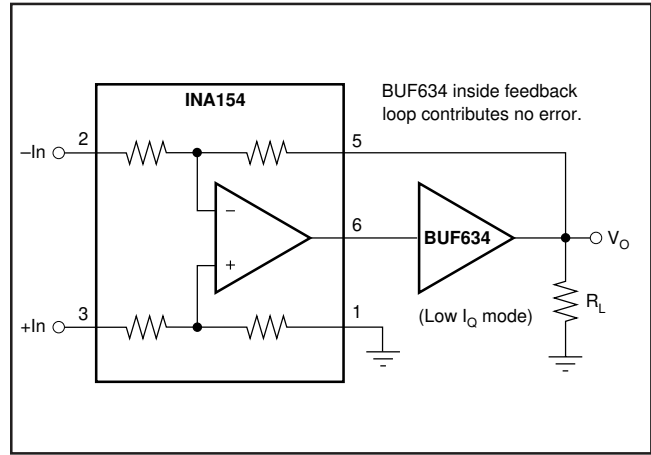 INA154
BUF634 inside feedback
loop contributes no error.
–In
2
5
–
6
BUF634
V_O
+
+In
3
1
(Low I_Q mode)
R_L